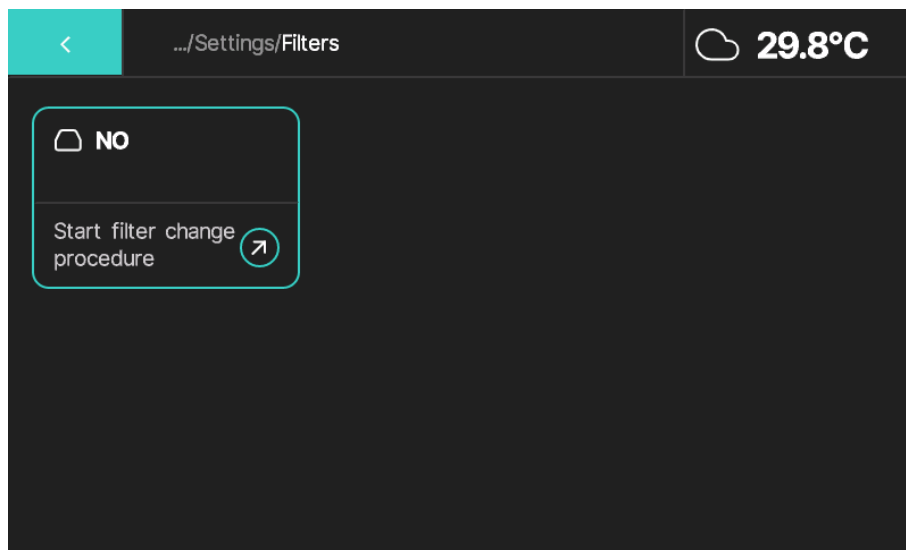 .../Settings/Filters
29.8°C
NO
Start filter change
procedure